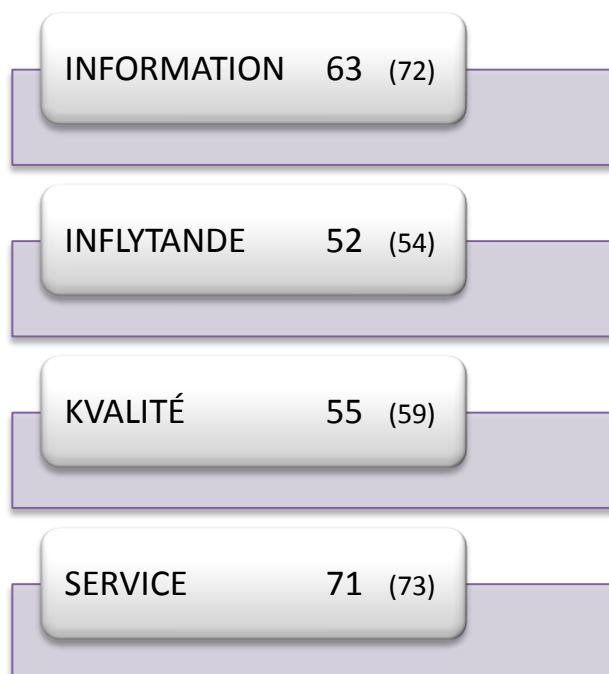 INFORMATION 63 (72)
INFLYTANDE 52 (54)
KVALITÉ 55 (59)
SERVICE 71 (73)